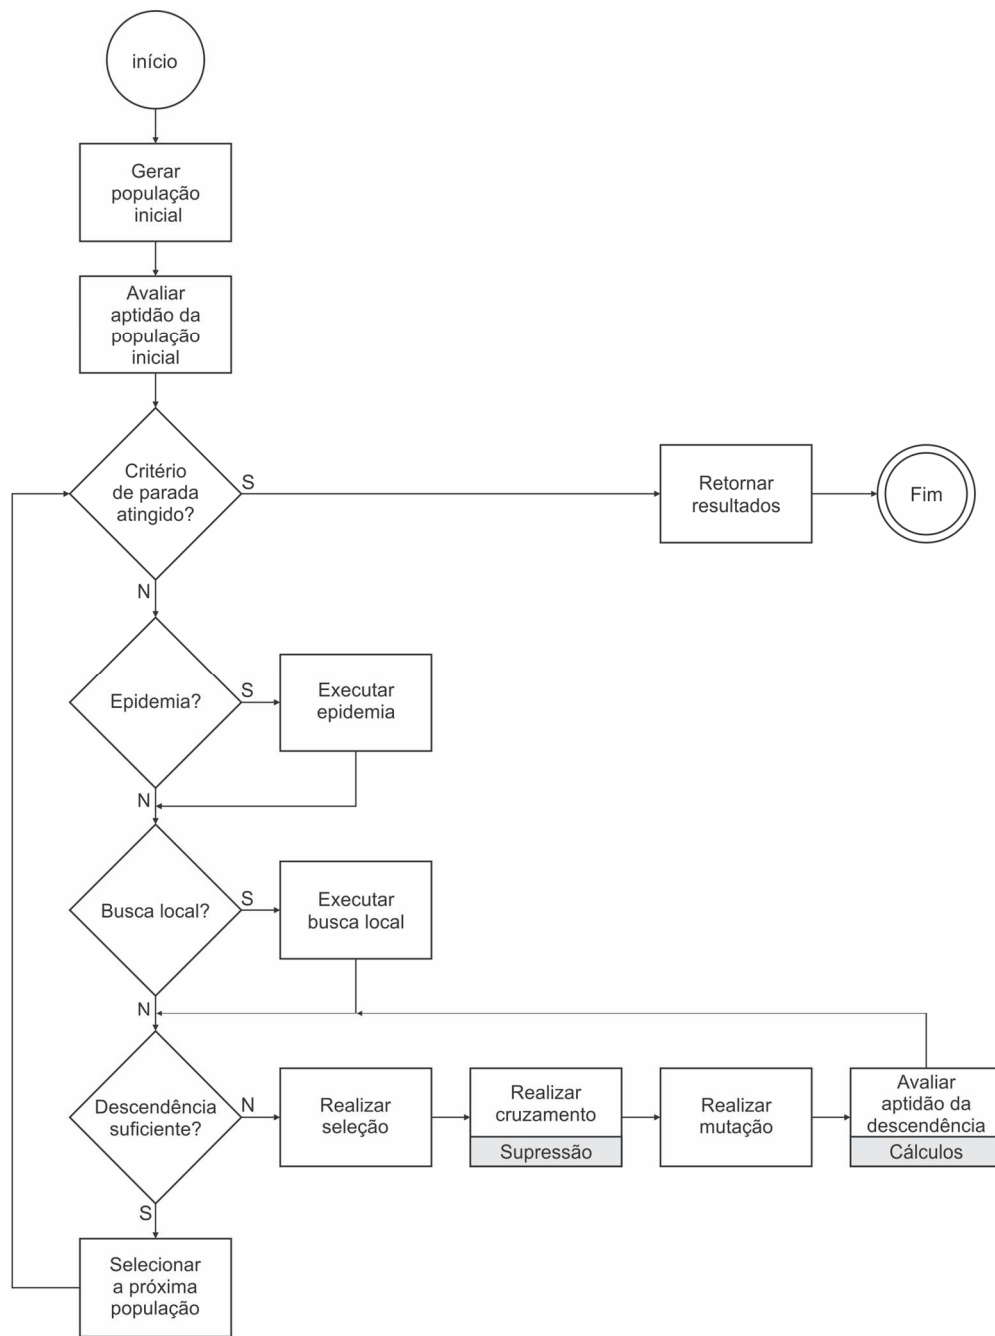 início
Gerar
população
inicial
Avaliar
aptidão da
população
inicial
Critério
de parada
atingido?
S
Retornar
resultados
Fim
N
Epidemia?
S
Executar
epidemia
N
Busca local?
S
Executar
busca local
N
Descendência
suficiente?
N
Realizar
seleção
Realizar
cruzamento
Supressão
Realizar
mutação
Avaliar
aptidão da
descendência
Cálculos
S
Selecionar
a próxima
população